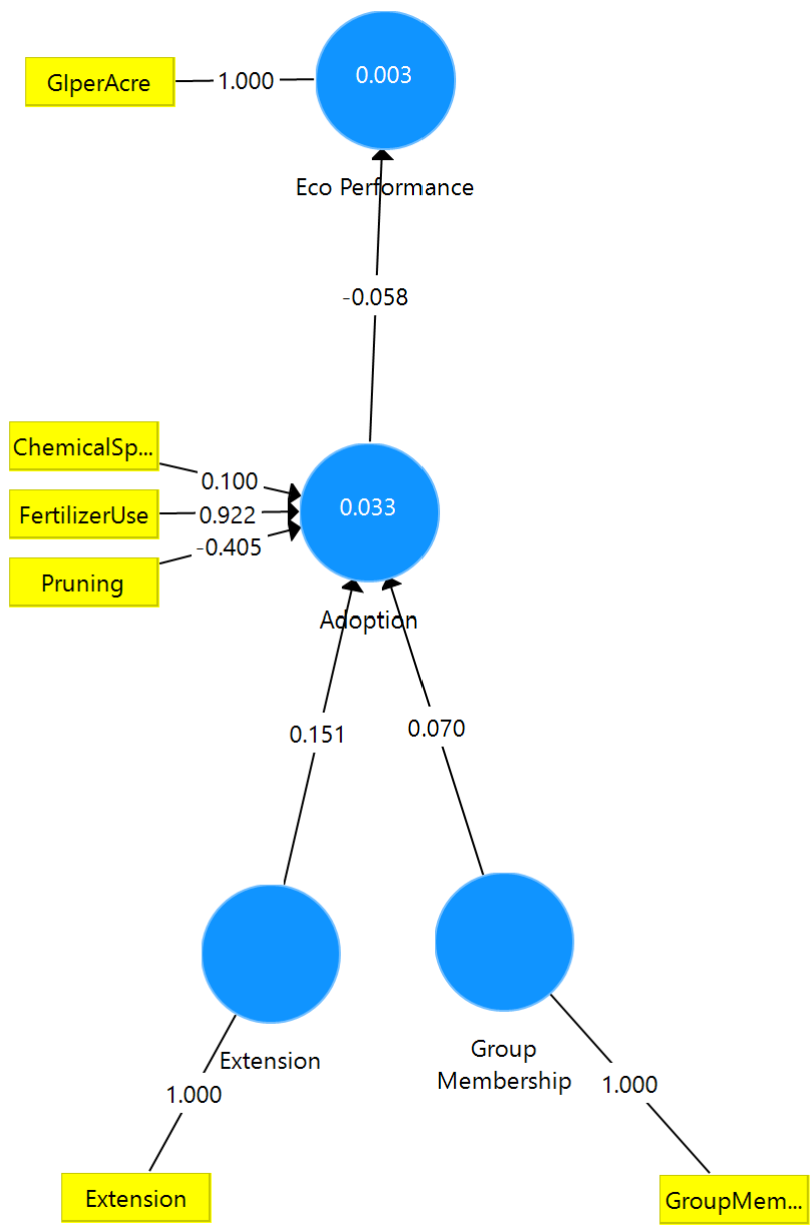 GIperAcre
1.000
0.003
Eco Performance
-0.058
ChemicalSp...
0.100
FertilizerUse
0.922
Pruning
-0.405
0.033
Adoption
0.151
0.070
Extension
Group
Membership
1.000
1.000
Extension
GroupMem...